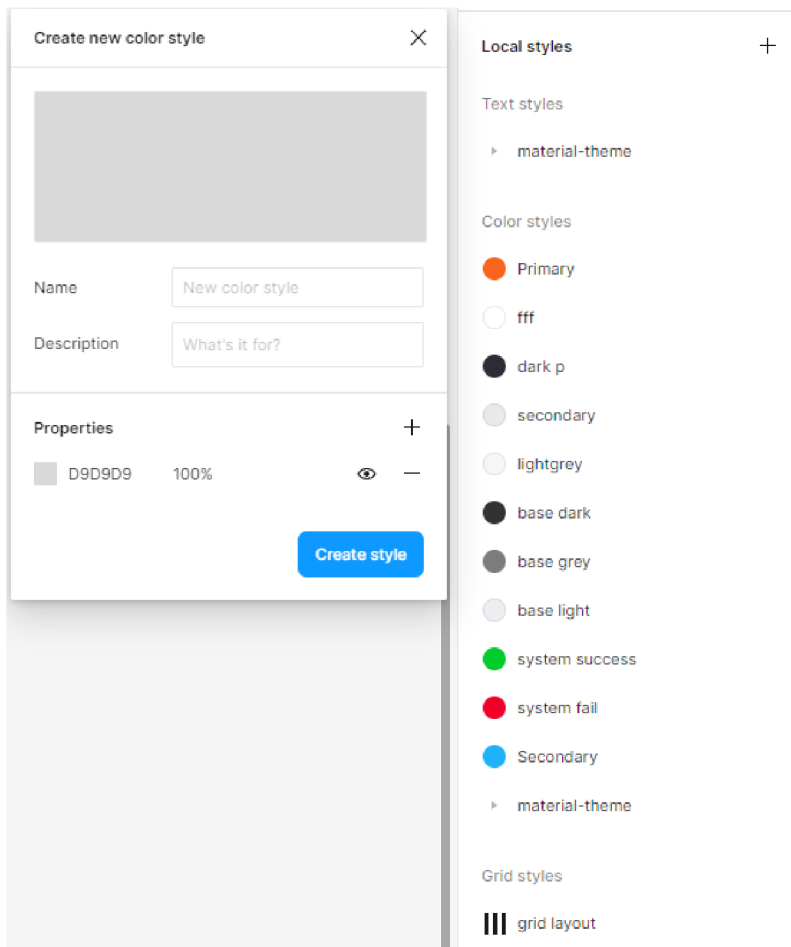 Create new color style
Name
New color style
Description
What's it for?
Properties
D9D9D9 100%
Create style
Local styles
Text styles
material-theme
Color styles
Primary
fff
dark p
secondary
lightgrey
base dark
base grey
base light
system success
system fail
Secondary
material-theme
Grid styles
grid layout